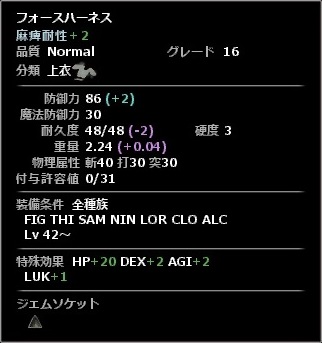 フォースハーネス
麻痺耐性+2
品質 Normal グレード 16
分類 上衣
防御力 86 (+2)
魔法防御力 30
耐久度 48/48 (-2) 硬度 3
重量 2.24 (+0.04)
物理属性 斬40 打30 突30
付与許容値 0/31
装備条件 全種族
FIG THI SAM NIN LOR CLO ALC
Lv 42～
特殊効果 HP+20 DEX+2 AGI+2
LUK+1
ジェムソケット